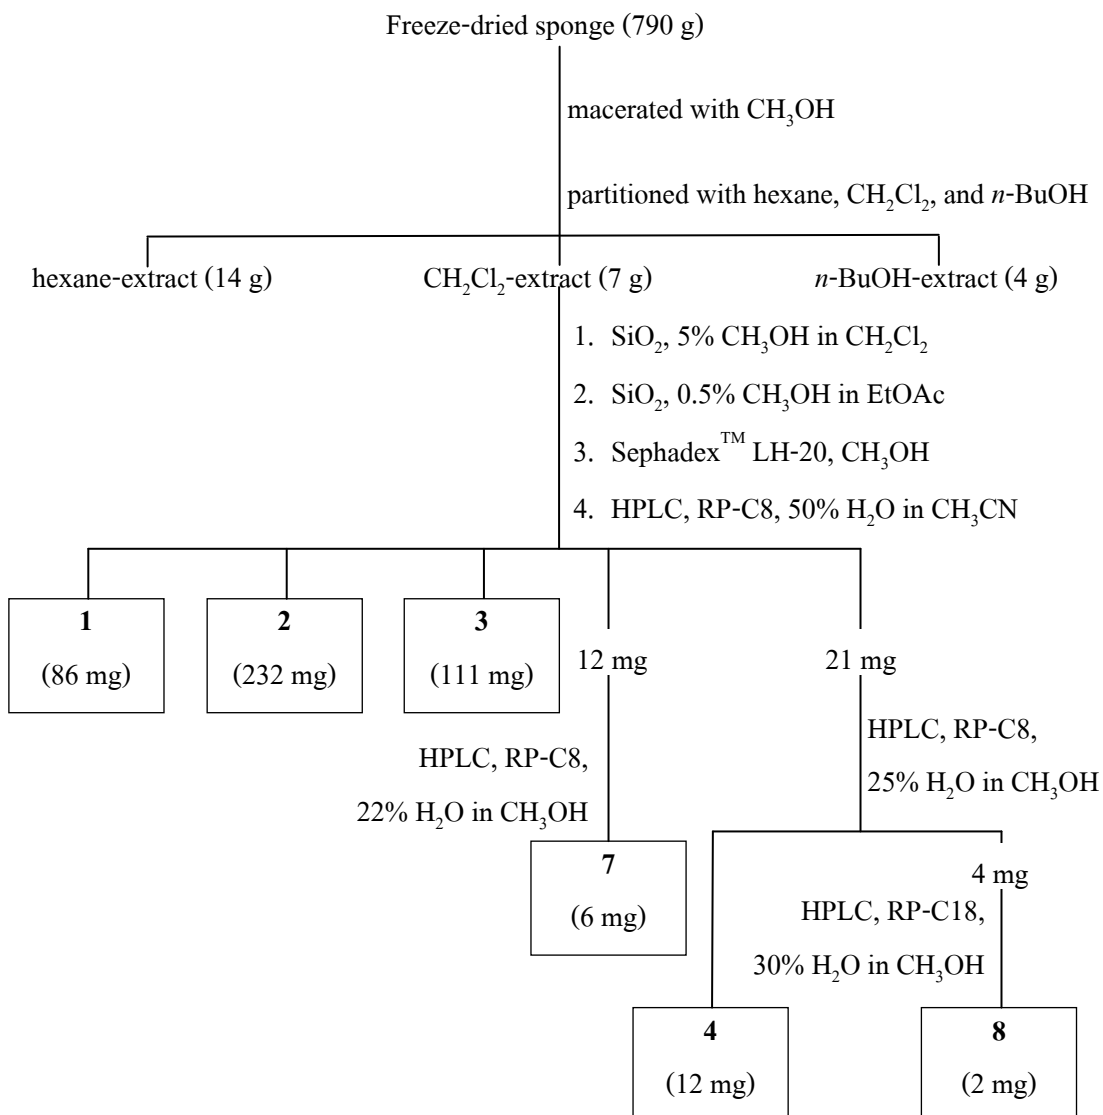 Freeze-dried sponge (790 g)
macerated with CH₃OH
partitioned with hexane, CH₂Cl₂, and n-BuOH
hexane-extract (14 g)
CH₂Cl₂-extract (7 g)
n-BuOH-extract (4 g)
1. SiO₂, 5% CH₃OH in CH₂Cl₂
2. SiO₂, 0.5% CH₃OH in EtOAc
3. Sephadex™ LH-20, CH₃OH
4. HPLC, RP-C8, 50% H₂O in CH₃CN
1
(86 mg)
2
(232 mg)
3
(111 mg)
12 mg
21 mg
HPLC, RP-C8,
22% H₂O in CH₃OH
HPLC, RP-C8,
25% H₂O in CH₃OH
7
(6 mg)
4 mg
HPLC, RP-C18,
30% H₂O in CH₃OH
4
(12 mg)
8
(2 mg)